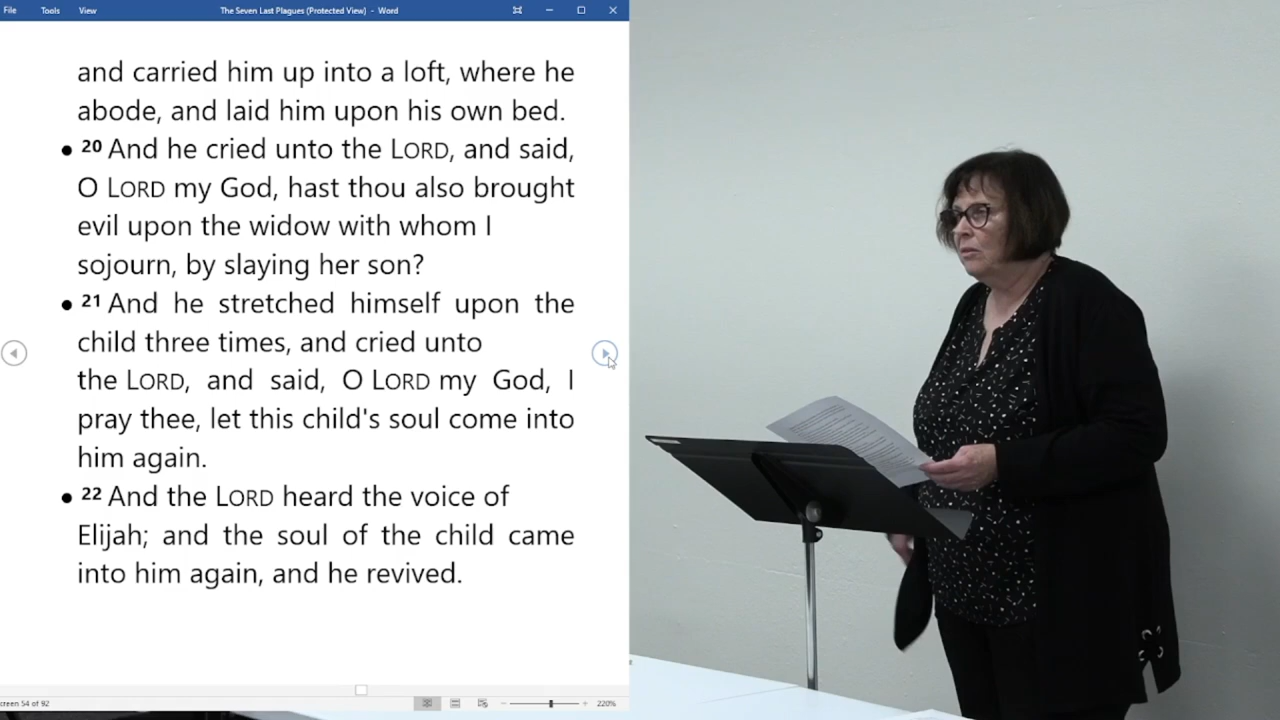 File Tools View The Seven Last Plagues (Protected View) - Word
and carried him up into a loft, where he
abode, and laid him upon his own bed.
• 20 And he cried unto the LORD, and said,
O LORD my God, hast thou also brought
evil upon the widow with whom I
sojourn, by slaying her son?
• 21 And he stretched himself upon the
child three times, and cried unto
the LORD, and said, O LORD my God, I
pray thee, let this child's soul come into
him again.
• 22 And the LORD heard the voice of
Elijah; and the soul of the child came
into him again, and he revived.
creen 54 of 92 220%